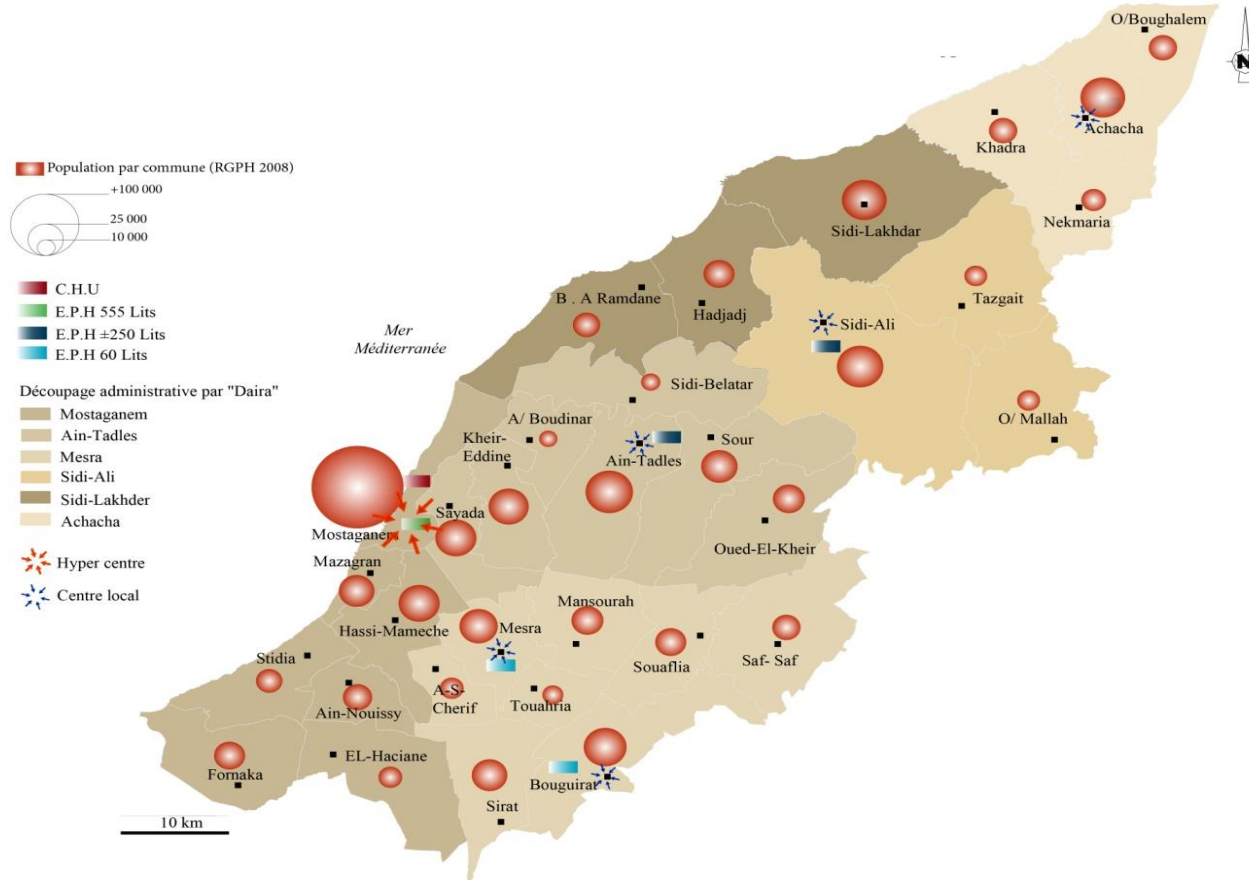 O/Boughalem
N
Achacha
Khadra
Nekmaria
Population par commune (RGPH 2008)
+100 000
25 000
10 000
C.H.U
E.P.H 555 Lits
E.P.H ±250 Lits
E.P.H 60 Lits
Découpage administrative par "Daira"
Mostaganem
Ain-Tadles
Mesra
Sidi-Ali
Sidi-Lakhder
Achacha
Hyper centre
Centre local
Mer
Méditerranée
Sidi-Lakhdar
B . A Ramdane
Hadjadj
Tazgait
Sidi-Ali
O/ Mallah
Sidi-Belatar
A/ Boudinar
Kheir-
Eddine
Ain-Tadles
Sour
Sayada
Mostaganem
Oued-El-Kheir
Mazagran
Hassi-Mameche
Mesra
Mansourah
Souaflia
Saf- Saf
Stidia
Ain-Nouissy
A-S-
Cherif
Touahria
Fornaka
EL-Haciane
Bouguirat
Sirat
10 km